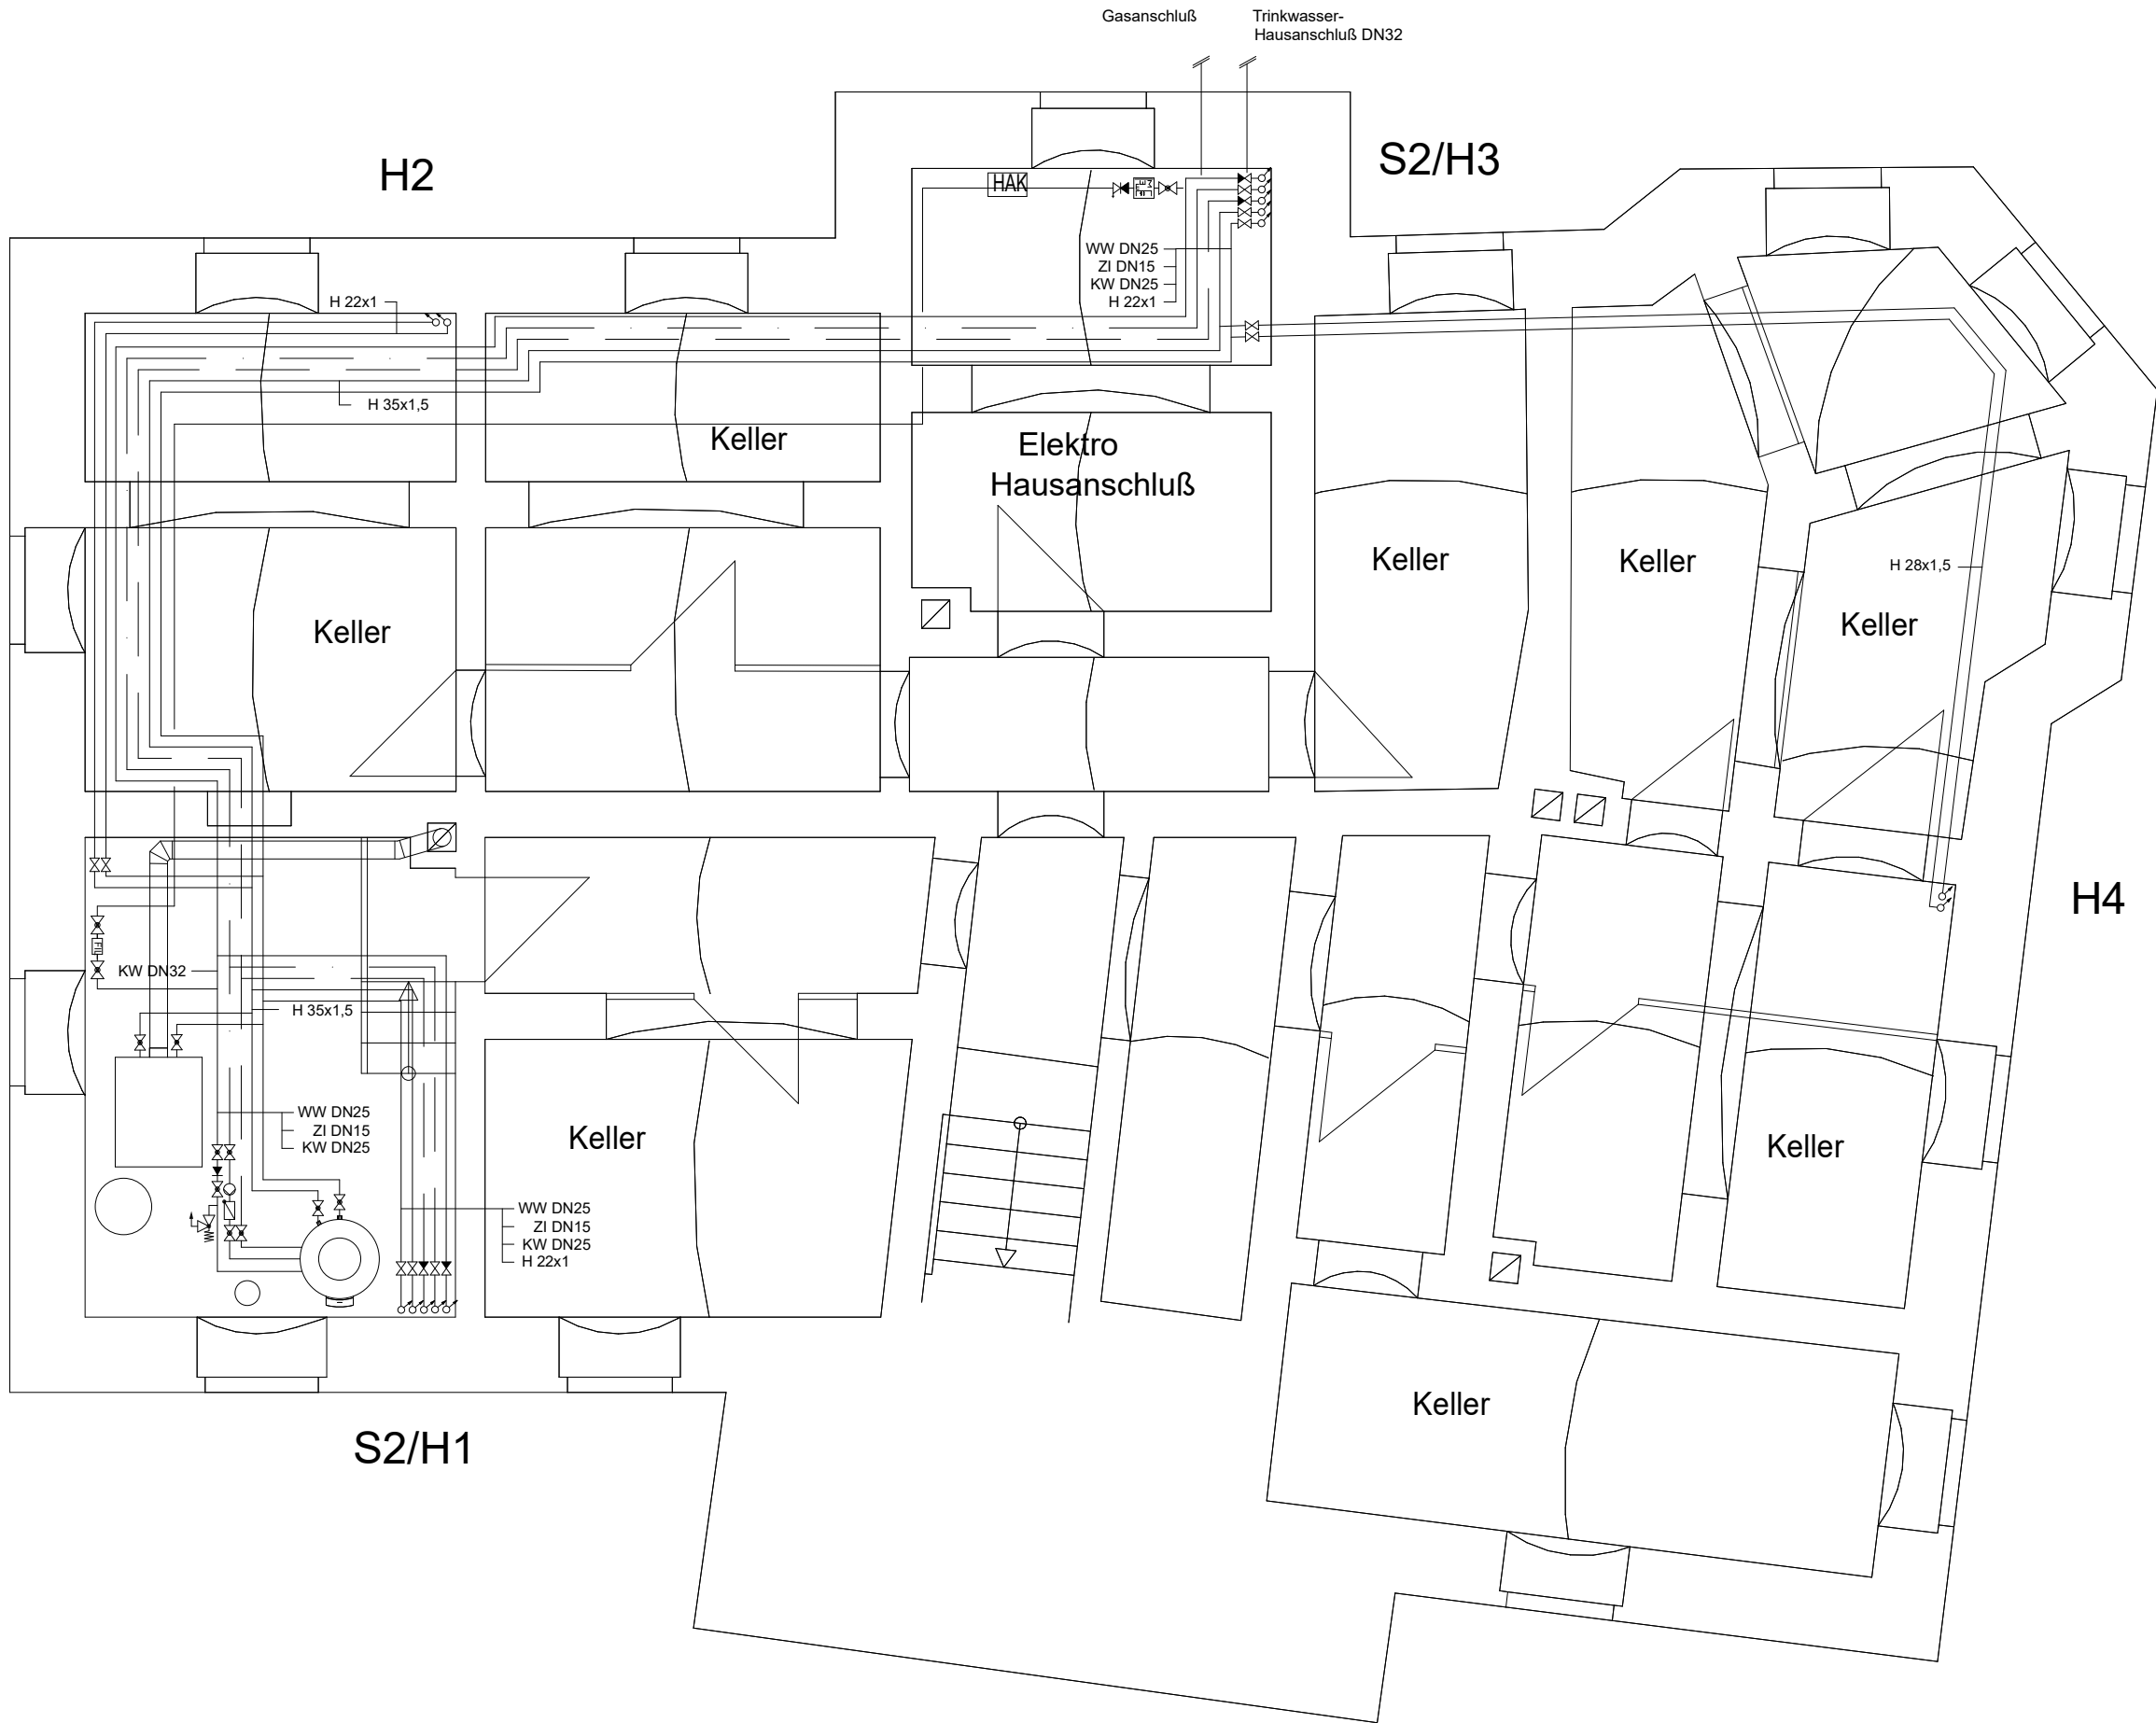 Gasanschluß
Trinkwasser-
Hausanschluß DN32
S2/H3
H2
HAK
WW DN25
ZI DN15
KW DN25
H 22x1
H 22x1
H 35x1,5
Keller
Elektro
Hausanschluß
Keller
Keller
H 28x1,5
Keller
Keller
H4
KW DN32
H 35x1,5
WW DN25
ZI DN15
KW DN25
Keller
Keller
WW DN25
ZI DN15
KW DN25
H 22x1
Keller
S2/H1